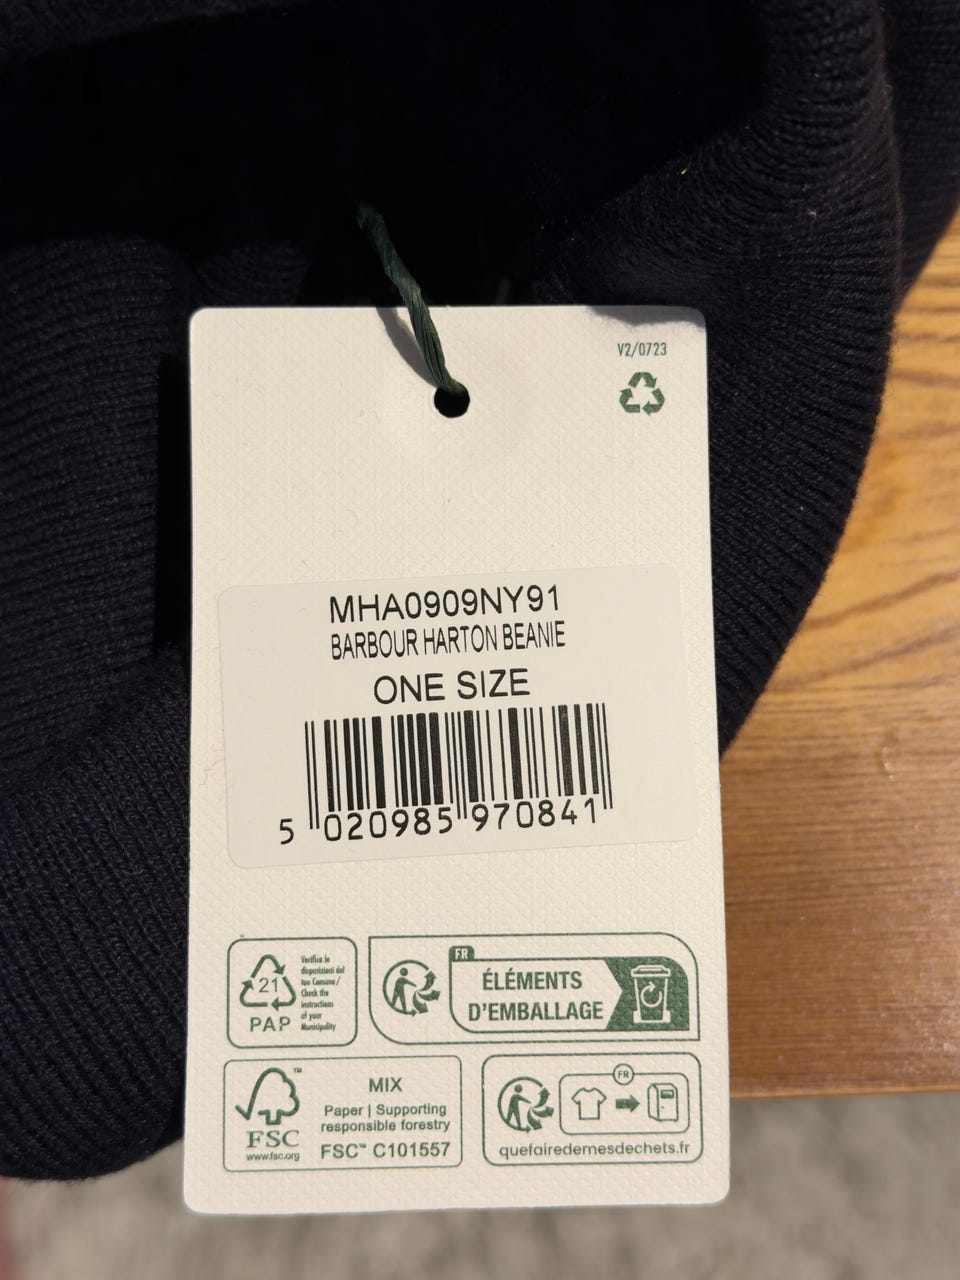 V2/0723
MHA0909NY91
BARBOUR HARTON BEANIE
ONE SIZE
5 020985 970841
21
PAP
Verifica le
disposizioni del
tuo Comune /
Check the
instructions
of your
Municipality
FR
ÉLÉMENTS
D'EMBALLAGE
™
FSC
www.fsc.org
MIX
Paper | Supporting
responsible forestry
FSC™ C101557
FR
quefairedemesdechets.fr